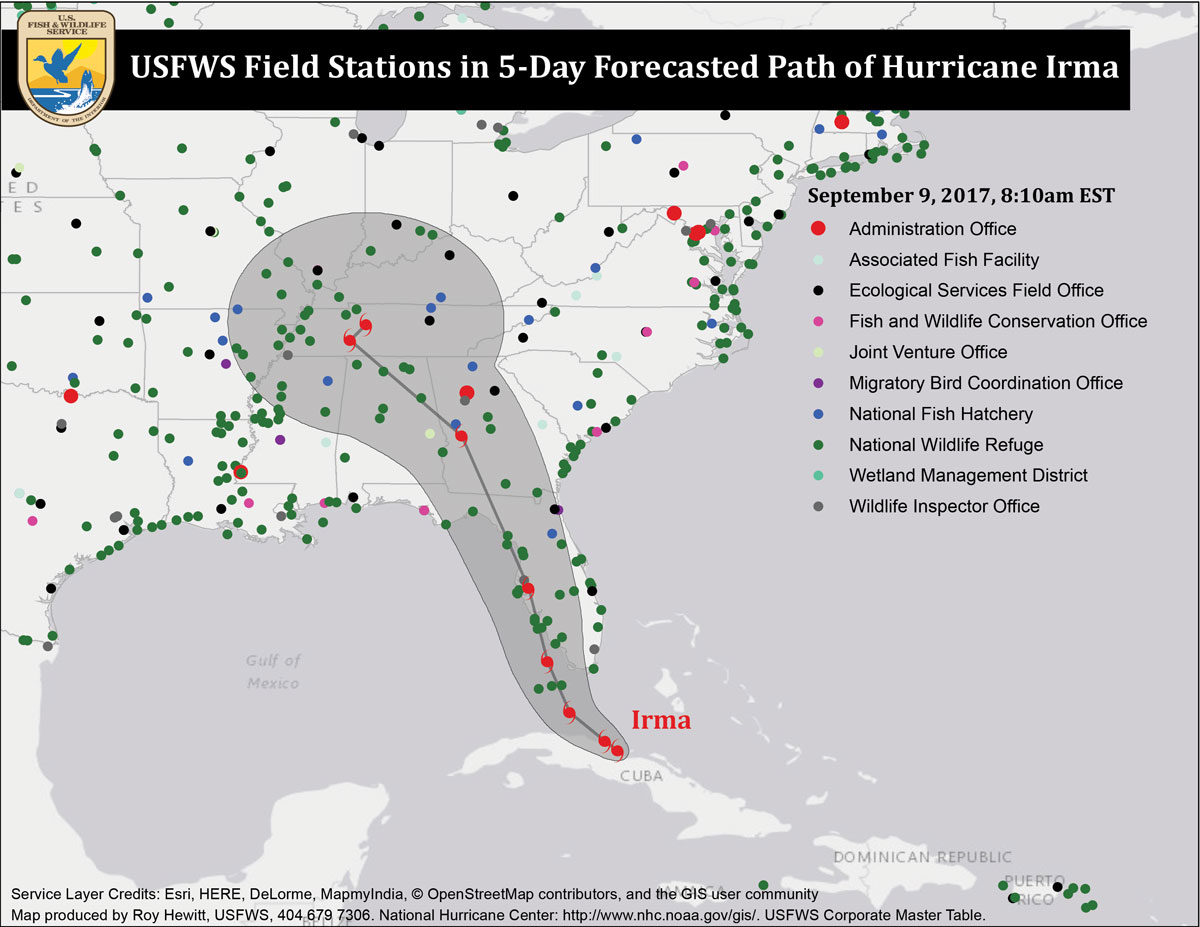 U.S.
FISH & WILDLIFE
SERVICE
DEPARTMENT OF THE INTERIOR
USFWS Field Stations in 5-Day Forecasted Path of Hurricane Irma
E D
T E S
September 9, 2017, 8:10am EST
Administration Office
Associated Fish Facility
Ecological Services Field Office
Fish and Wildlife Conservation Office
Joint Venture Office
Migratory Bird Coordination Office
National Fish Hatchery
National Wildlife Refuge
Wetland Management District
Wildlife Inspector Office
Gulf of
Mexico
Irma
CUBA
DOMINICAN REPUBLIC
JAMAICA
PUERTO
RICO
Service Layer Credits: Esri, HERE, DeLorme, MapmyIndia, © OpenStreetMap contributors, and the GIS user community
Map produced by Roy Hewitt, USFWS, 404 679 7306. National Hurricane Center: http://www.nhc.noaa.gov/gis/. USFWS Corporate Master Table.
BELIZE